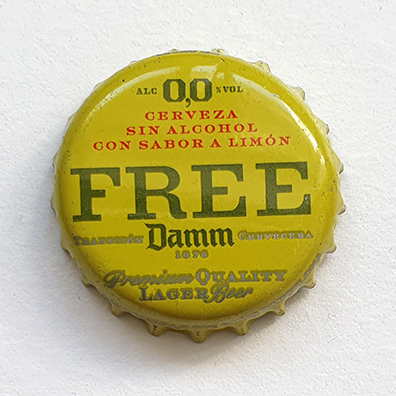 ALC 0,0 % VOL
CERVEZA
SIN ALCOHOL
CON SABOR A LIMÓN
FREE
TRADICIÓN Damm CERVECERA
1876
Premium QUALITY
LAGER Beer